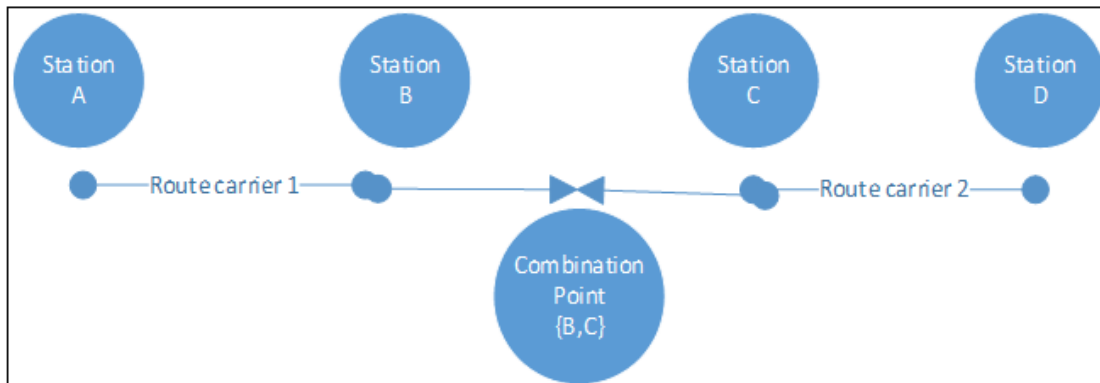 Station
A
Station
B
Station
C
Station
D
Route carrier 1
Route carrier 2
Combination
Point
{B,C}